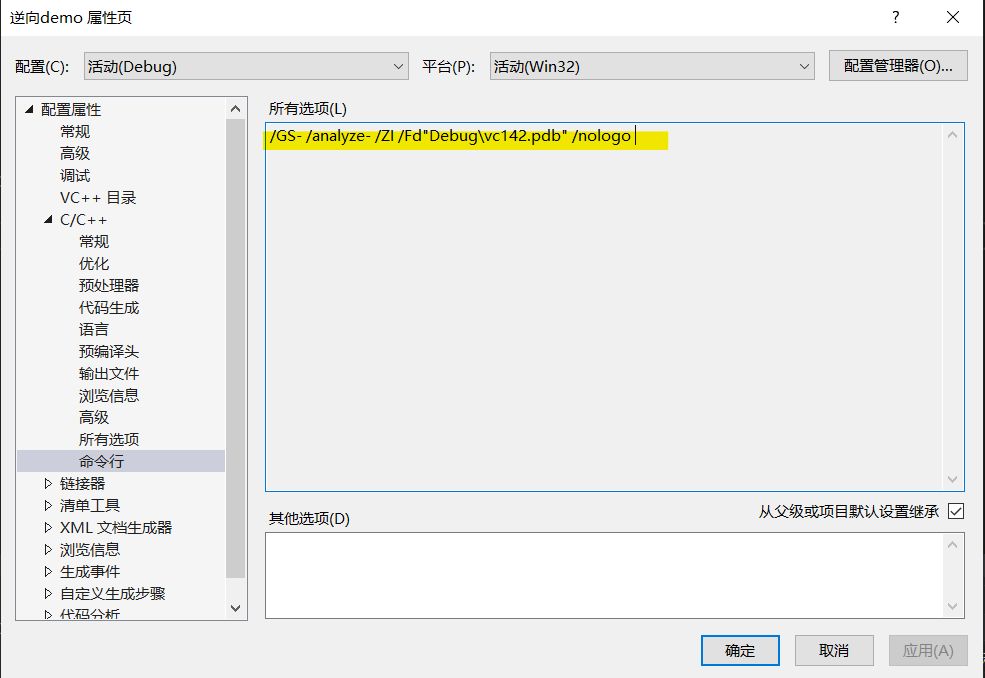 逆向demo 属性页
?
配置(C):
活动(Debug)
平台(P):
活动(Win32)
配置管理器(O)...
配置属性
常规
高级
调试
VC++ 目录
C/C++
常规
优化
预处理器
代码生成
语言
预编译头
输出文件
浏览信息
高级
所有选项
命令行
链接器
清单工具
XML 文档生成器
浏览信息
生成事件
自定义生成步骤
代码分析
所有选项(L)
/GS- /analyze- /ZI /Fd"Debug\vc142.pdb" /nologo
从父级或项目默认设置继承
其他选项(D)
确定
取消
应用(A)